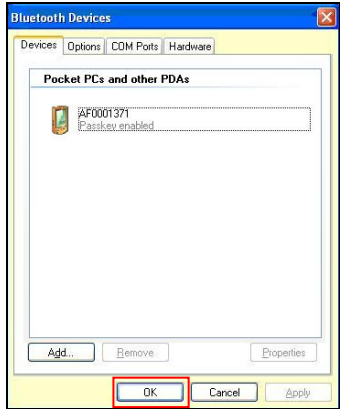 Bluetooth Devices
Devices Options COM Ports Hardware
Pocket PCs and other PDAs
AF0001371
Passkey enabled
Add... Remove Properties
OK Cancel Apply